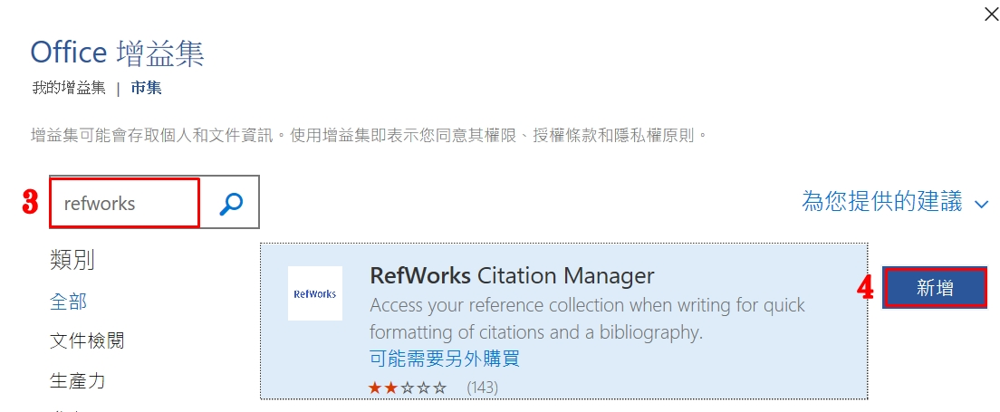 Office 增益集
我的增益集 | 市集
增益集可能會存取個人和文件資訊。使用增益集即表示您同意其權限、授權條款和隱私權原則。
3 refworks
為您提供的建議
類別
全部
文件檢閱
生產力
RefWorks
RefWorks Citation Manager
Access your reference collection when writing for quick
formatting of citations and a bibliography.
可能需要另外購買
(143)
4 新增